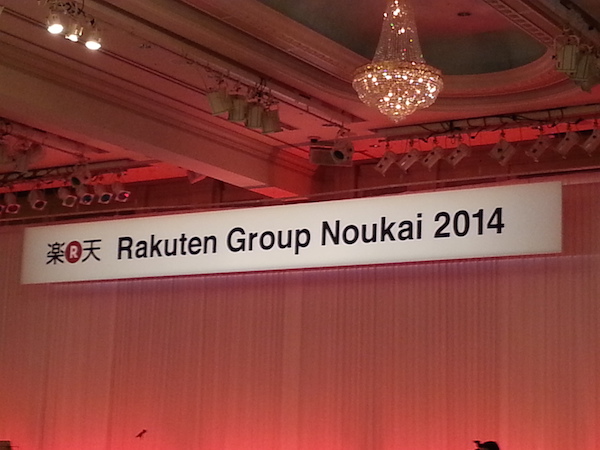 楽R天 Rakuten Group Noukai 2014